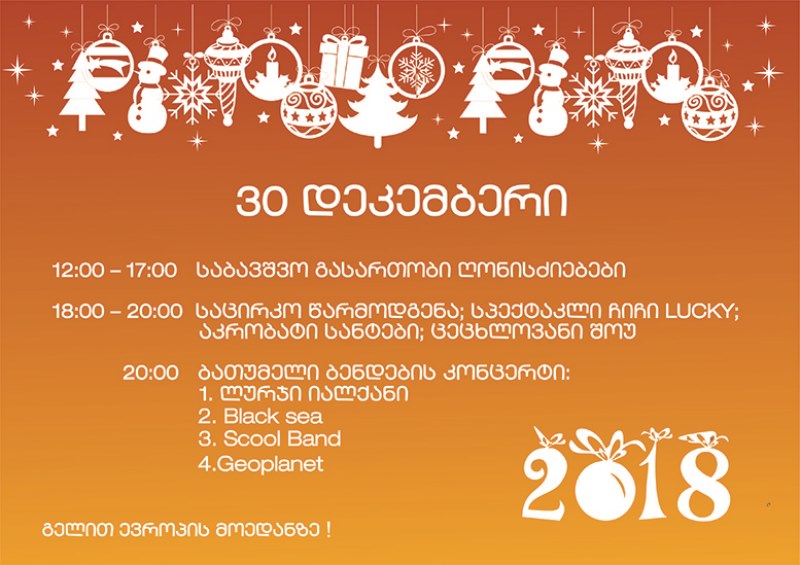 30 დეკემბერი
12:00 – 17:00 საბავშვო გასართობი ღონისძიებები
18:00 – 20:00 საცირკო წარმოდგენა; სპექტაკლი ჩიჩი LUCKY;
აკრობატი სანტები; ცეცხლოვანი შოუ
20:00 ბათუმელი ბენდების კონცერტი:
1. ლურჯი იალქანი
2. Black sea
3. Scool Band
4.Geoplanet
2018
გელით ევროპის მოედანზე !